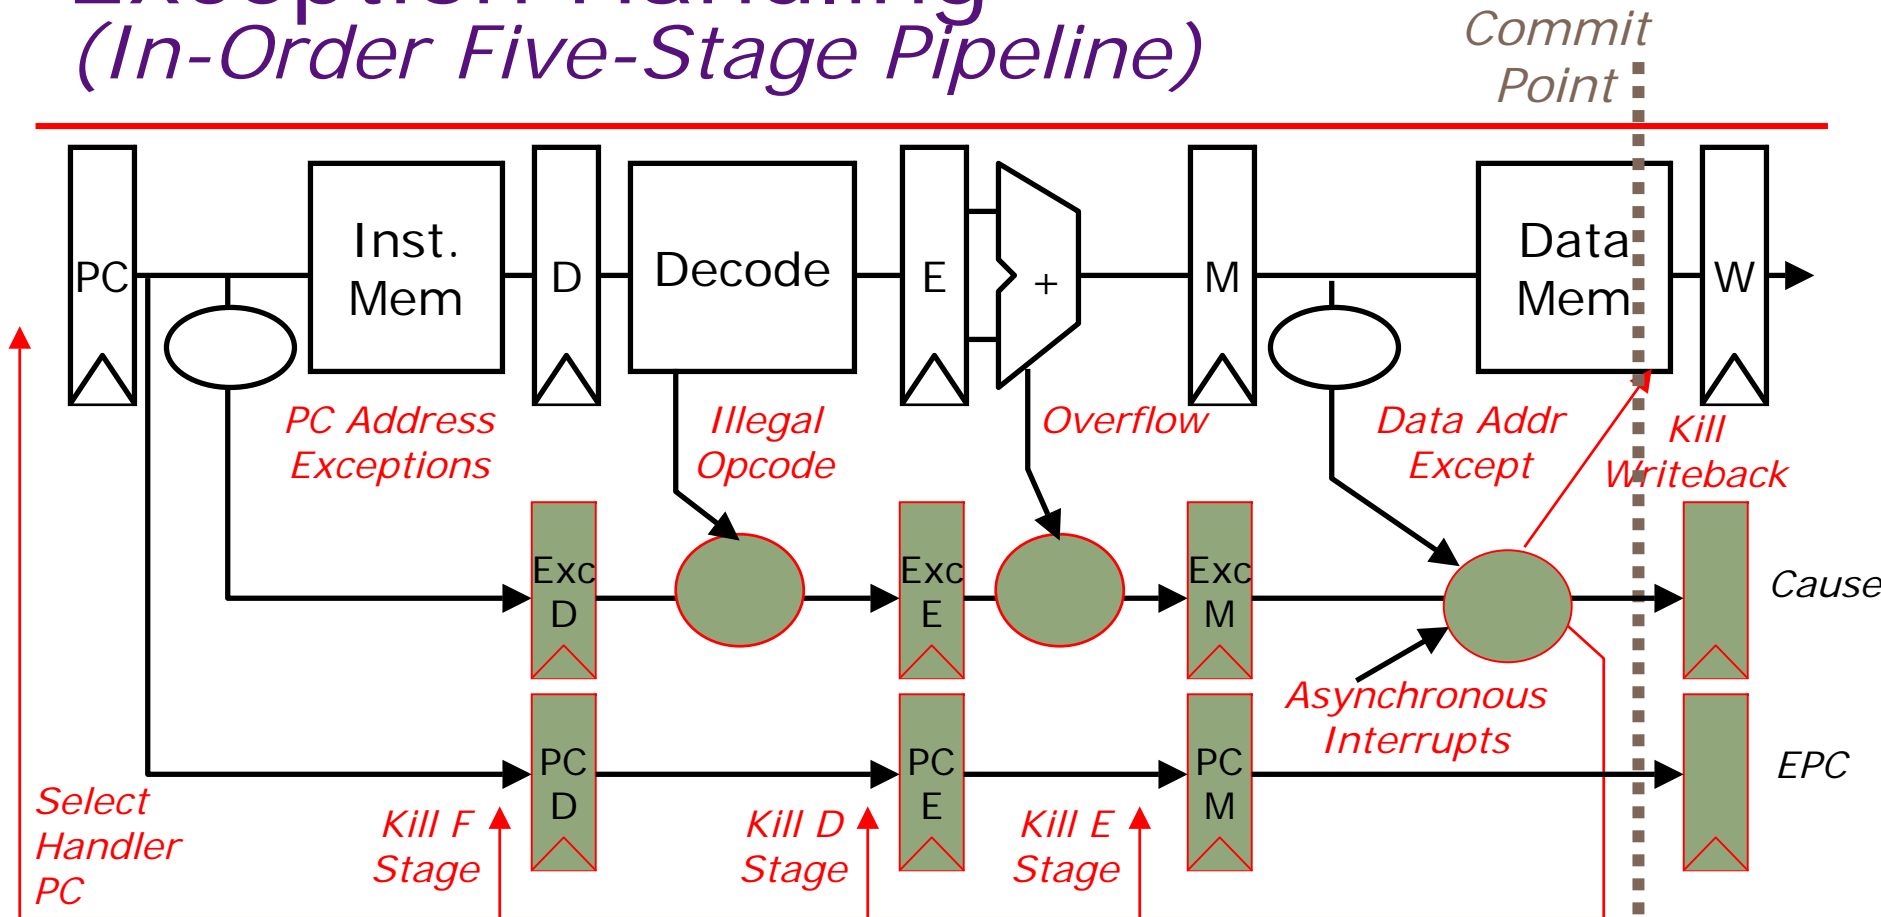 Exception Handling
(In-Order Five-Stage Pipeline)
Commit
Point
PC
Inst.
Mem
D
Decode
E
+
M
Data
Mem
W
PC Address
Exceptions
Illegal
Opcode
Overflow
Data Addr
Except
Kill
Writeback
Exc
D
Exc
E
Exc
M
Cause
Asynchronous
Interrupts
PC
D
PC
E
PC
M
EPC
Select
Handler
PC
Kill F
Stage
Kill D
Stage
Kill E
Stage